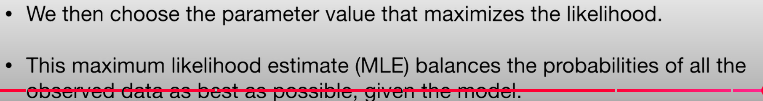 • We then choose the parameter value that maximizes the likelihood.
• This maximum likelihood estimate (MLE) balances the probabilities of all the
observed data as best as possible, given the model.